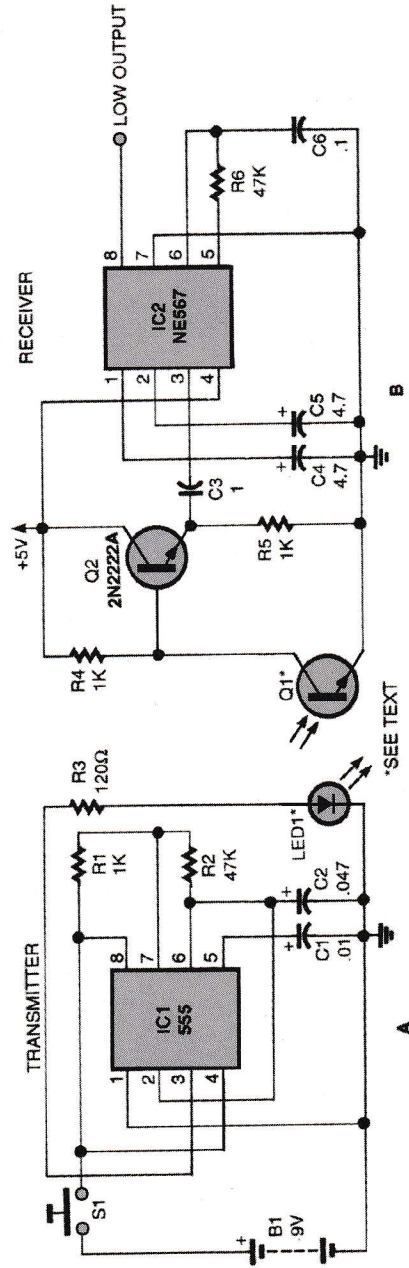 TRANSMITTER
S1
B1
9V
+
1
2
3
4
8
7
6
5
IC1
555
R1
1K
R2
47K
R3
120Ω
+
C1
.01
+
C2
.047
LED1*
*SEE TEXT
A
RECEIVER
+5V
R4
1K
Q1*
Q2
2N2222A
R5
1K
C3
1
+
C4
4.7
+
C5
4.7
1
2
3
4
8
7
6
5
IC2
NE567
R6
47K
C6
.1
LOW OUTPUT
B